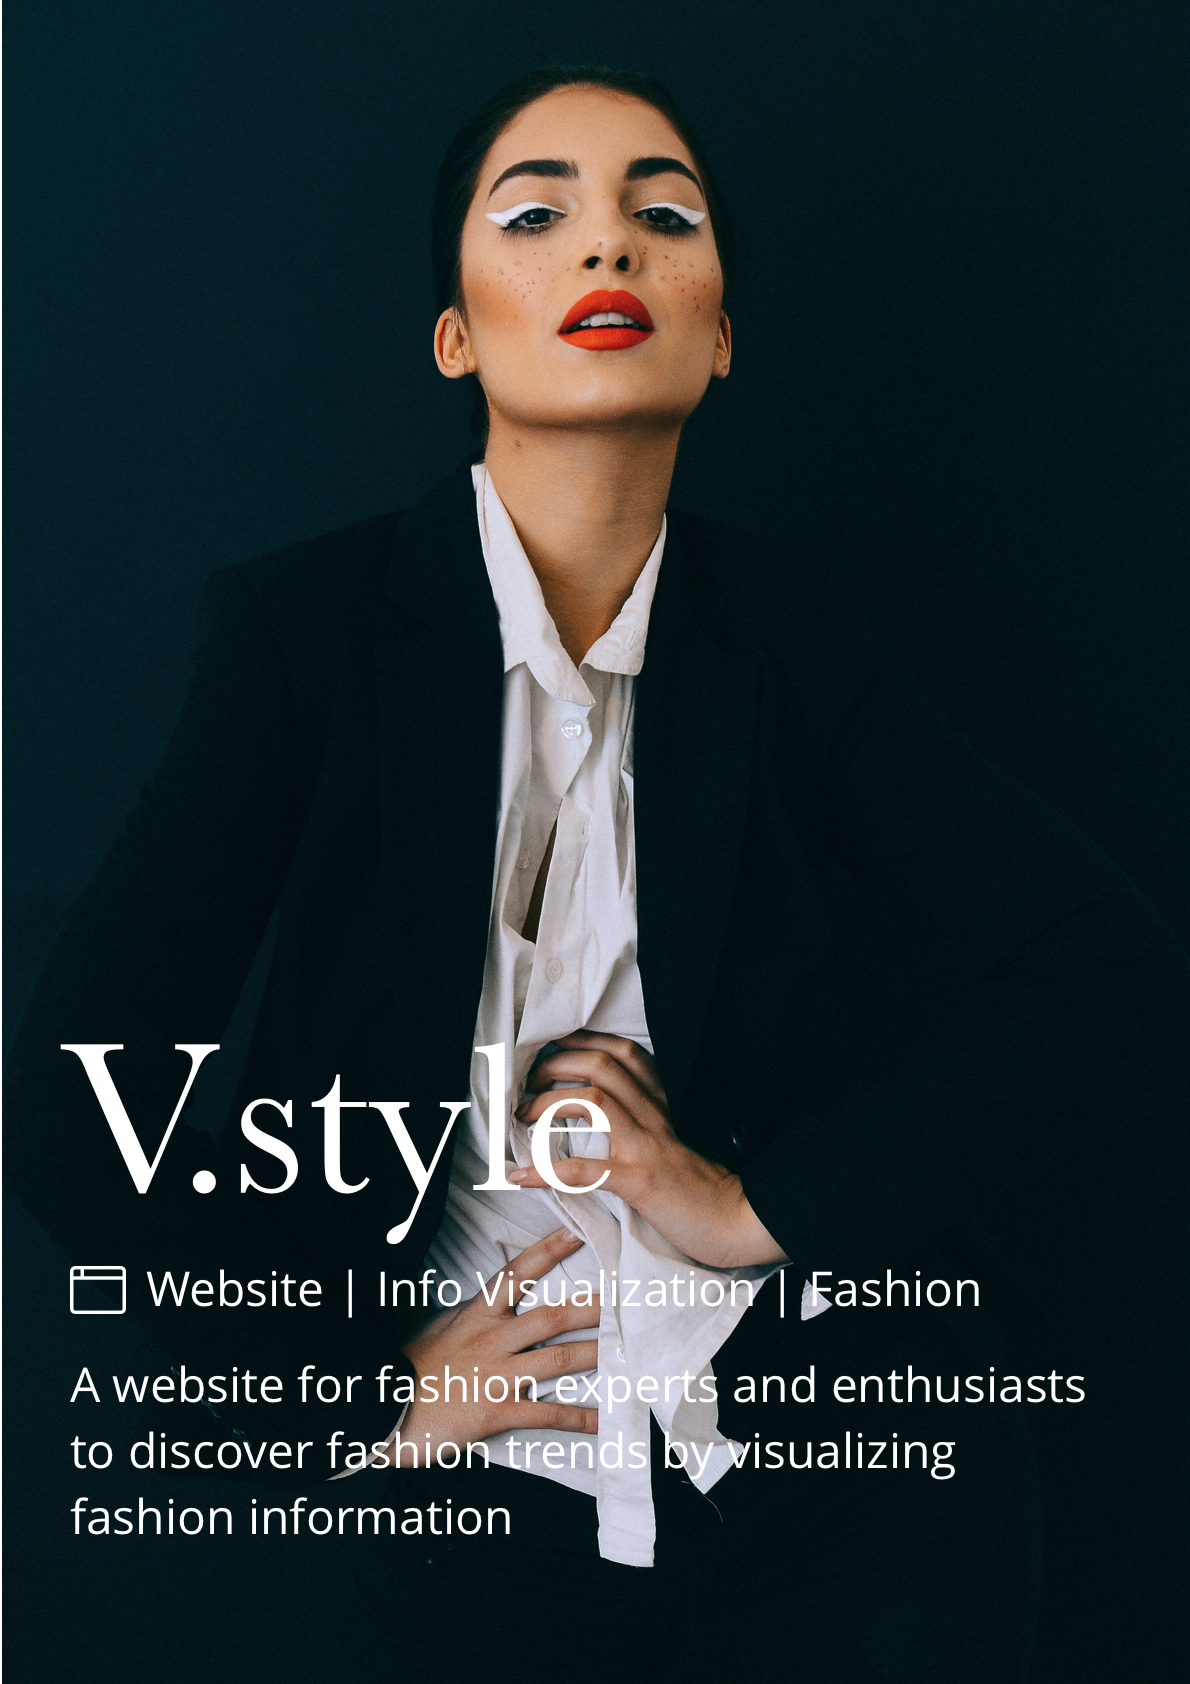 V.style
Website | Info Visualization | Fashion
A website for fashion experts and enthusiasts
to discover fashion trends by visualizing
fashion information